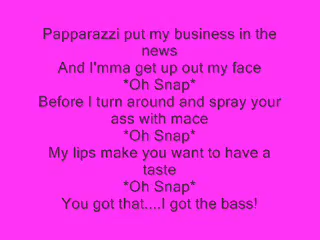 Papparazzi put my business in the
news
And I'mma get up out my face
*Oh Snap*
Before I turn around and spray your
ass with mace
*Oh Snap*
My lips make you want to have a
taste
*Oh Snap*
You got that....I got the bass!